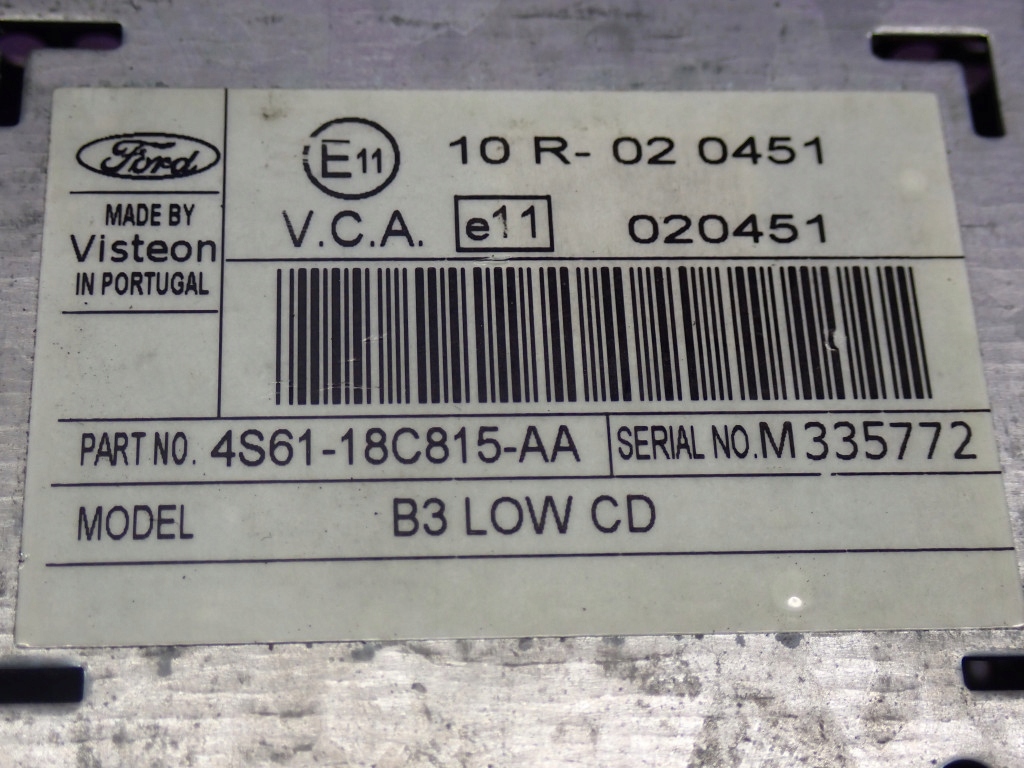 Ford
MADE BY
Visteon
IN PORTUGAL
E11 10 R- 02 0451
V.C.A. e11 020451
PART NO. 4S61-18C815-AA SERIAL NO. M335772
MODEL B3 LOW CD